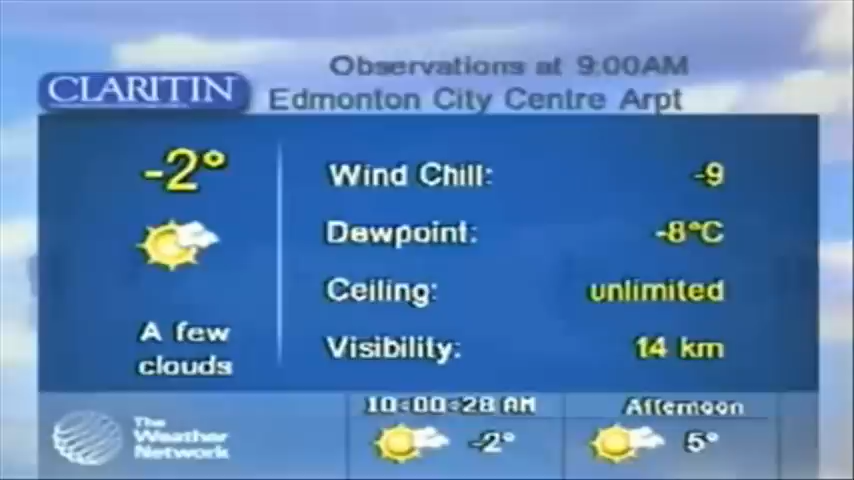 Observations at 9:00AM
CLARITIN
Edmonton City Centre Arpt
-2°
Wind Chill: -9
Dewpoint: -8°C
Ceiling: unlimited
A few
clouds
Visibility: 14 km
The
Weather
Network
10:00:28 AM
-2°
Afternoon
5°